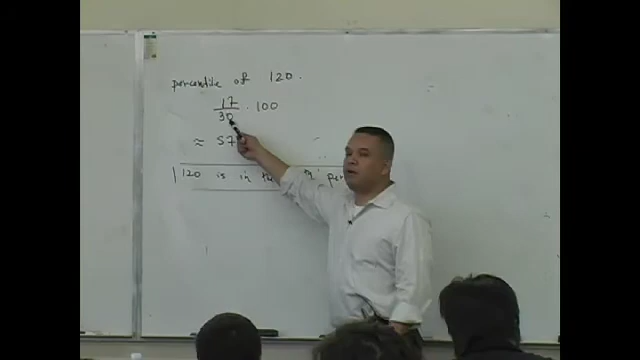 percentile of 120.
17
30 . 100
≈ 57
120 is in the